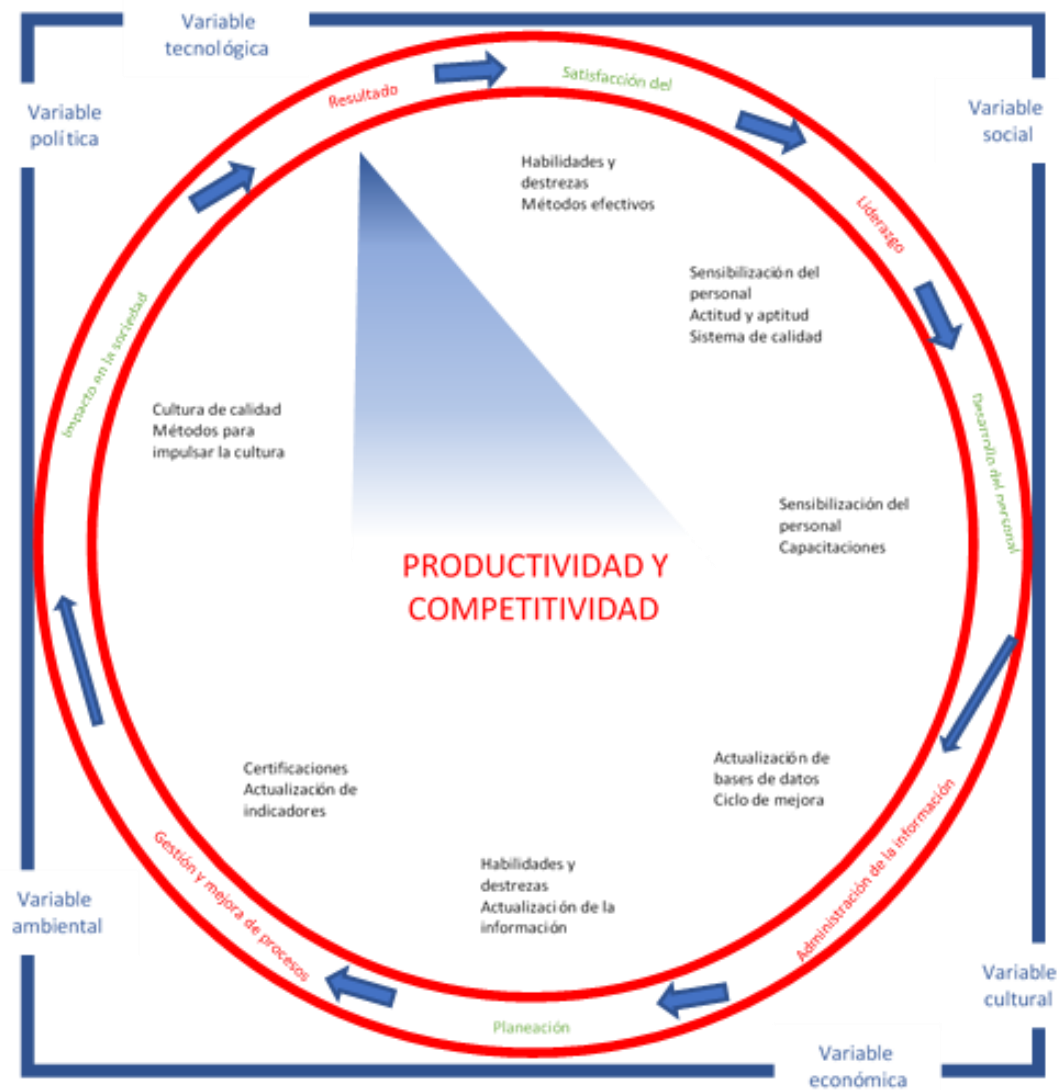 Variable
tecnológica
Variable
política
Variable
social
Resultado
Satisfacción del
Liderazgo
Desarrollo del personal
Administración de la información
Planeación
Gestión y mejora de procesos
Impacto en la sociedad
Habilidades y
destrezas
Métodos efectivos
Sensibilización del
personal
Actitud y aptitud
Sistema de calidad
Cultura de calidad
Métodos para
impulsar la cultura
Sensibilización del
personal
Capacitaciones
PRODUCTIVIDAD Y
COMPETITIVIDAD
Actualización de
bases de datos
Ciclo de mejora
Certificaciones
Actualización de
indicadores
Habilidades y
destrezas
Actualización de la
información
Variable
ambiental
Variable
cultural
Variable
económica